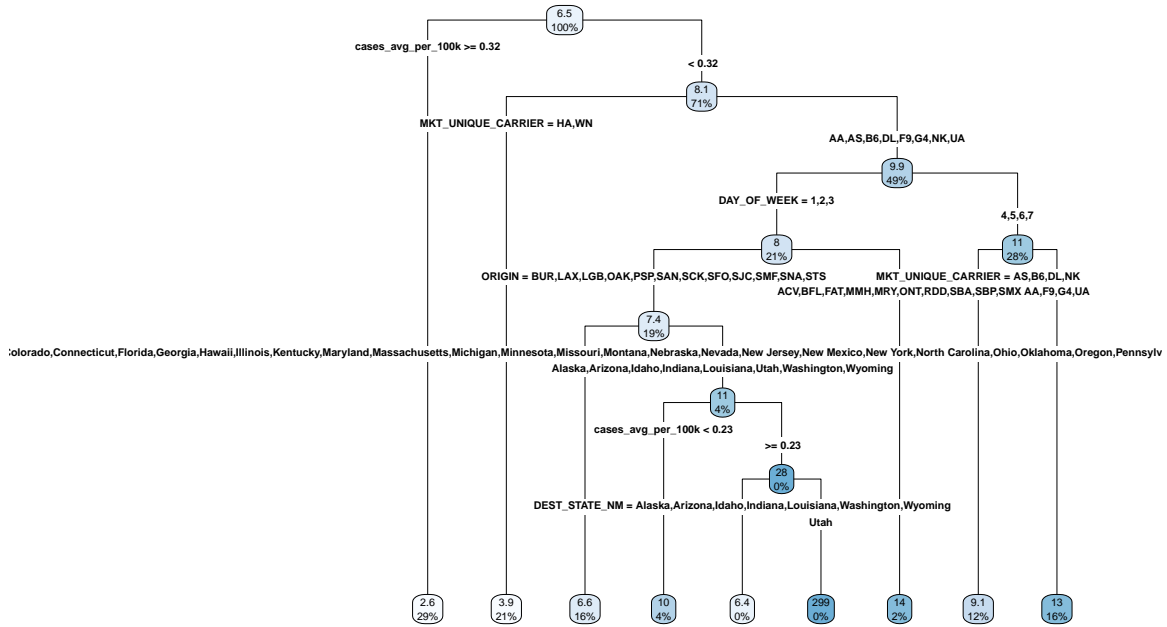 6.5
100%
cases_avg_per_100k >= 0.32
< 0.32
8.1
71%
MKT_UNIQUE_CARRIER = HA,WN
AA,AS,B6,DL,F9,G4,NK,UA
9.9
49%
DAY_OF_WEEK = 1,2,3
4,5,6,7
8
21%
11
28%
ORIGIN = BUR,LAX,LGB,OAK,PSP,SAN,SCK,SFO,SJC,SMF,SNA,STS
MKT_UNIQUE_CARRIER = AS,B6,DL,NK
ACV,BFL,FAT,MMH,MRY,ONT,RDD,SBA,SBP,SMX
AA,F9,G4,UA
7.4
19%
olorado,Connecticut,Florida,Georgia,Hawaii,Illinois,Kentucky,Maryland,Massachusetts,Michigan,Minnesota,Missouri,Montana,Nebraska,Nevada,New Jersey,New Mexico,New York,North Carolina,Ohio,Oklahoma,Oregon,Pennsylv
Alaska,Arizona,Idaho,Indiana,Louisiana,Utah,Washington,Wyoming
11
4%
cases_avg_per_100k < 0.23
>= 0.23
28
0%
DEST_STATE_NM = Alaska,Arizona,Idaho,Indiana,Louisiana,Washington,Wyoming
Utah
2.6
29%
3.9
21%
6.6
16%
10
4%
6.4
0%
299
0%
14
2%
9.1
12%
13
16%